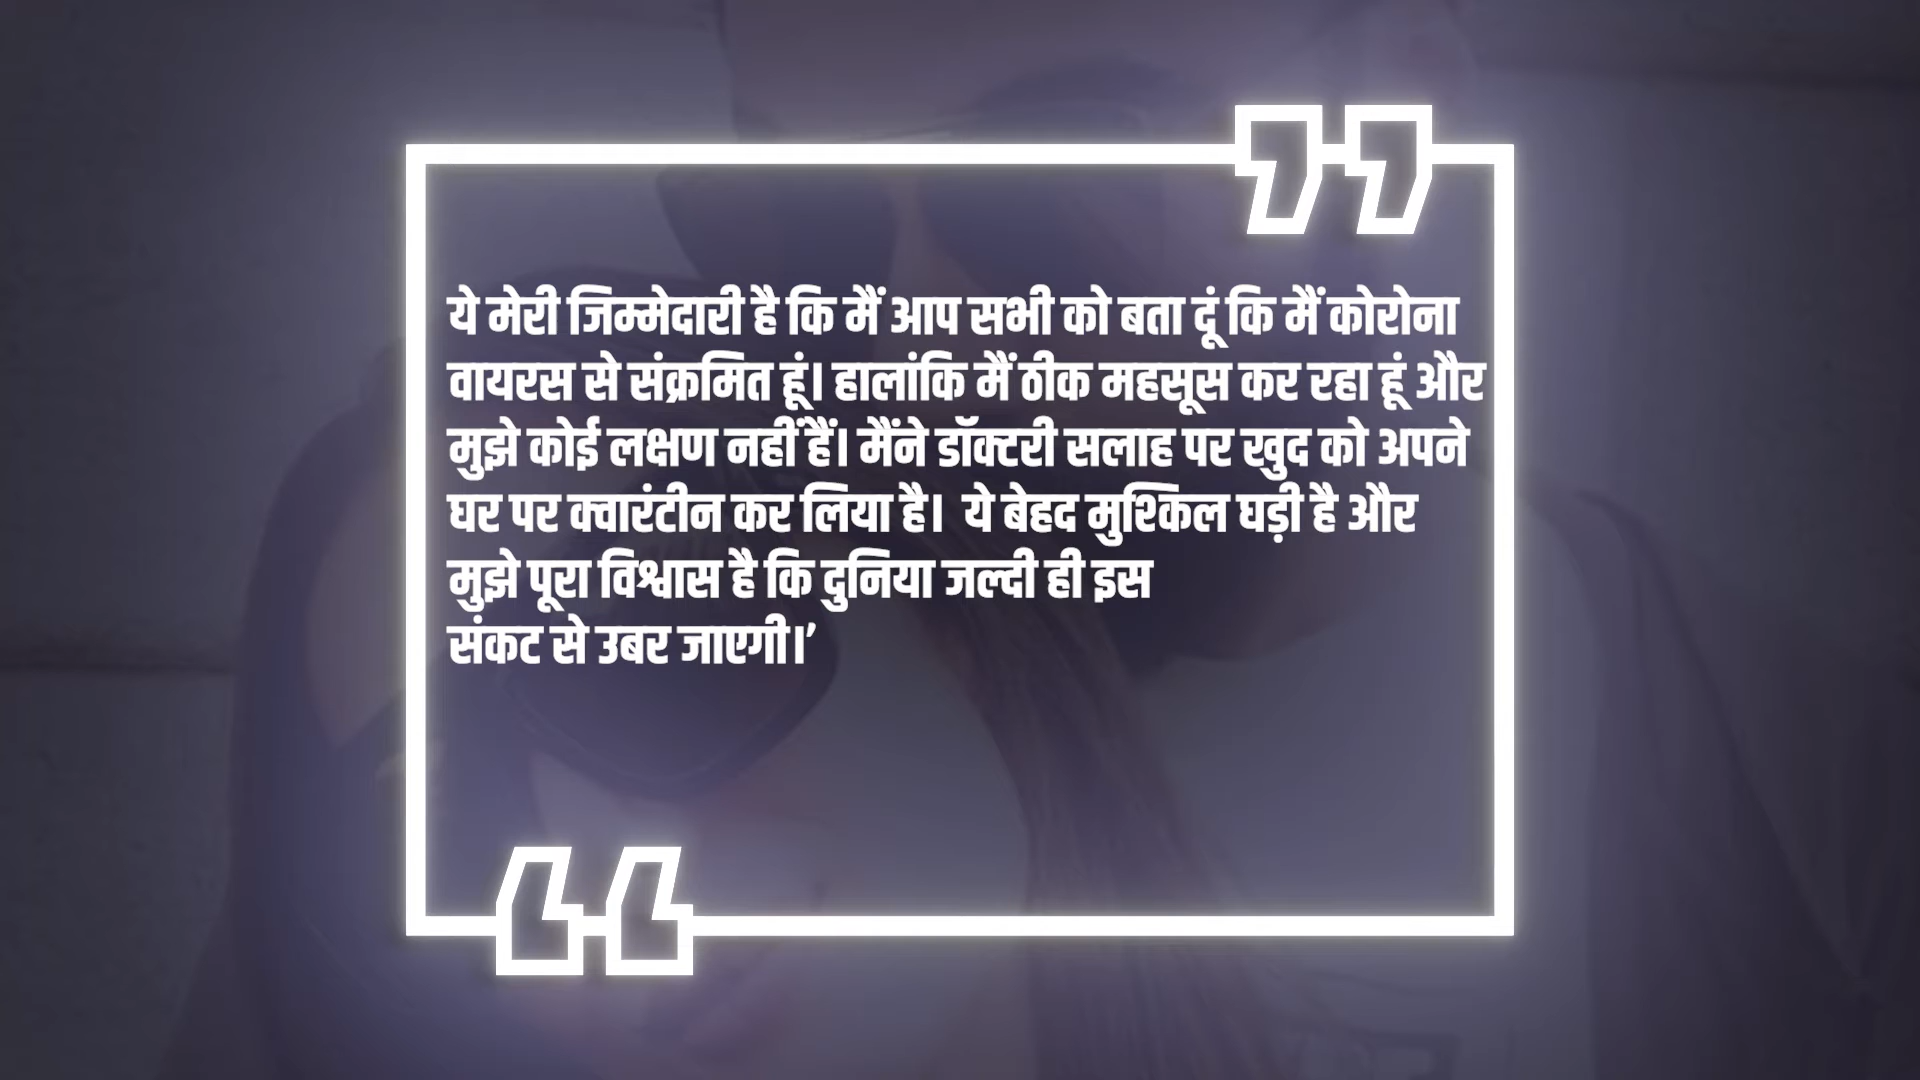 ये मेरी जिम्मेदारी है कि मैं आप सभी को बता दूं कि मैं कोरोना
वायरस से संक्रमित हूं। हालांकि मैं ठीक महसूस कर रहा हूं और
मुझे कोई लक्षण नहीं हैं। मैंने डॉक्टरी सलाह पर खुद को अपने
घर पर क्वारंटीन कर लिया है।  ये बेहद मुश्किल घड़ी है और
मुझे पूरा विश्वास है कि दुनिया जल्दी ही इस
संकट से उबर जाएगी।’